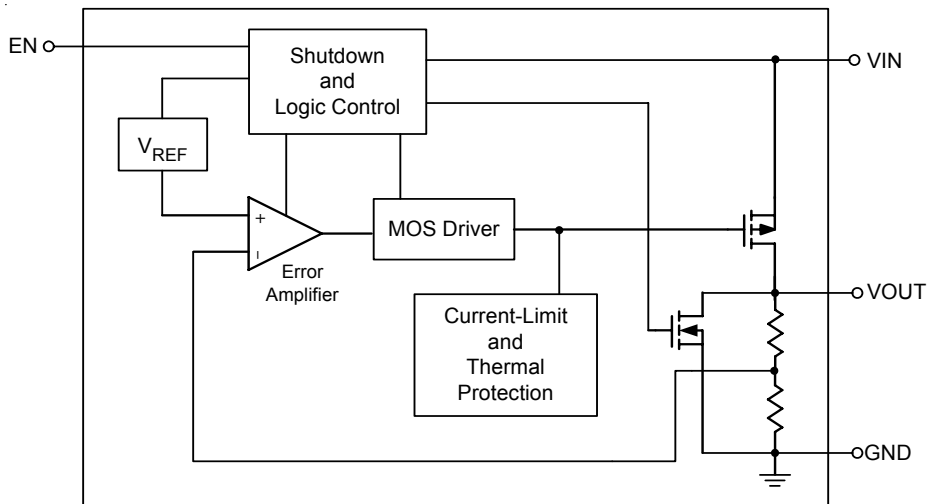 EN
Shutdown
and
Logic Control
VIN
VREF
+
-
MOS Driver
Error
Amplifier
Current-Limit
and
Thermal
Protection
VOUT
GND